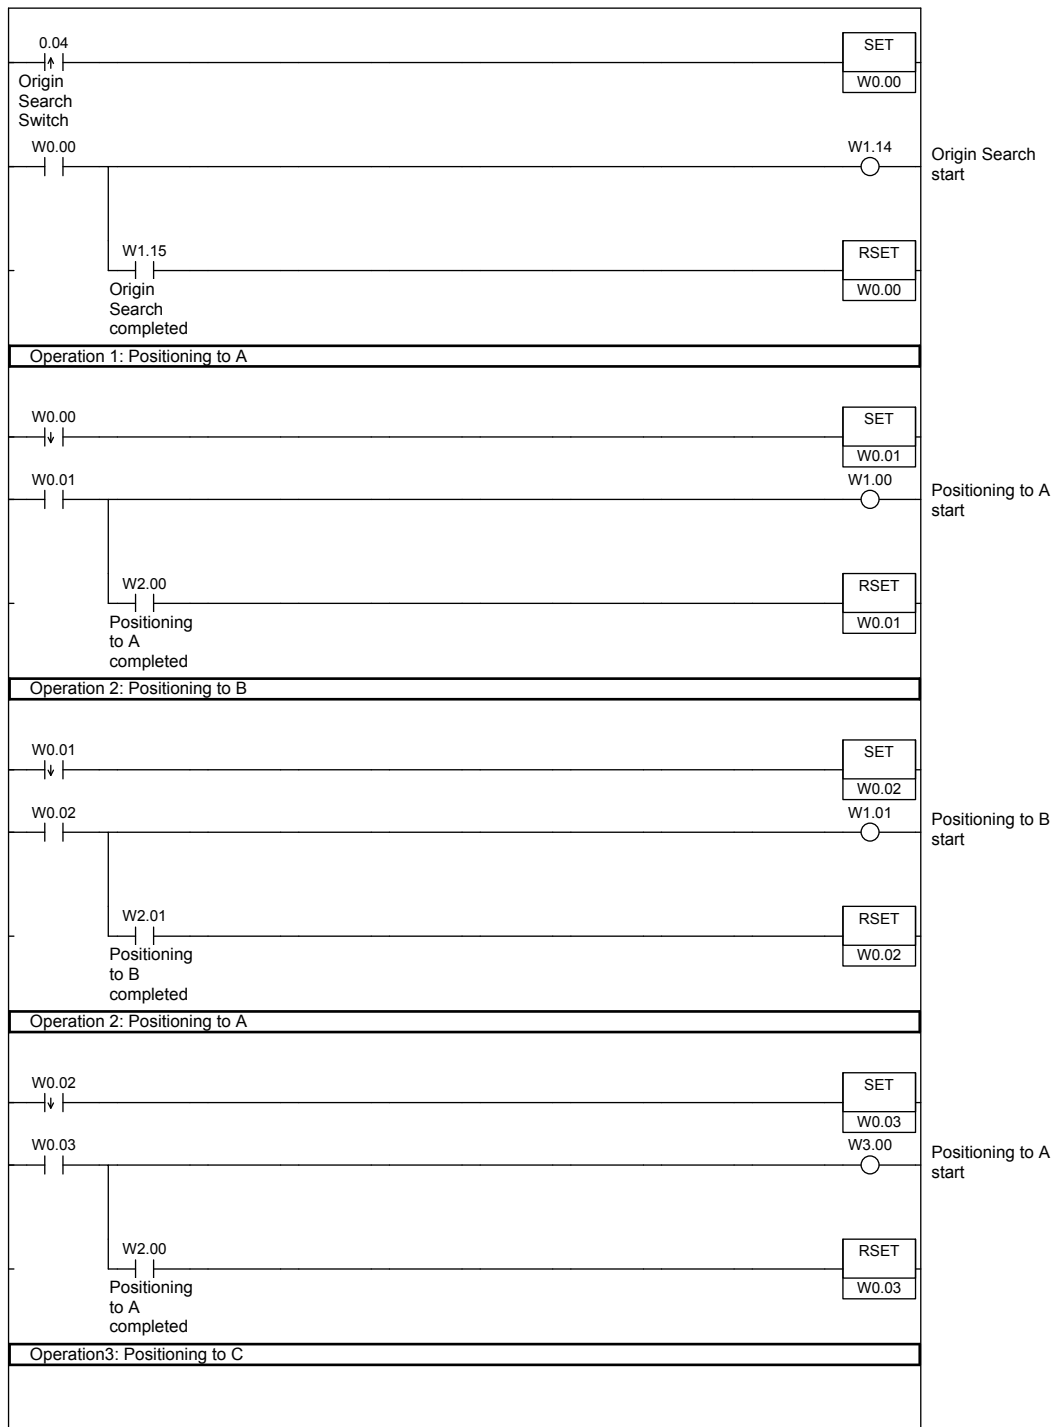 0.04
SET
Origin
Search
Switch
W0.00
W0.00
W1.14
Origin Search
start
W1.15
RSET
Origin
Search
completed
W0.00
Operation 1: Positioning to A
W0.00
SET
W0.01
W0.01
W1.00
Positioning to A
start
W2.00
RSET
Positioning
to A
completed
W0.01
Operation 2: Positioning to B
W0.01
SET
W0.02
W0.02
W1.01
Positioning to B
start
W2.01
RSET
Positioning
to B
completed
W0.02
Operation 2: Positioning to A
W0.02
SET
W0.03
W0.03
W3.00
Positioning to A
start
W2.00
RSET
Positioning
to A
completed
W0.03
Operation3: Positioning to C